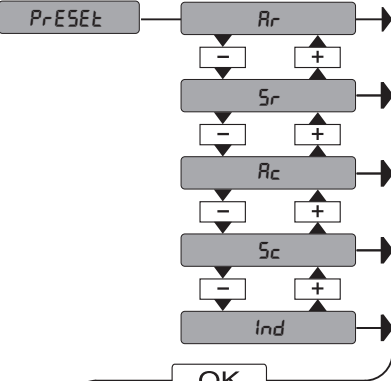 PrESEt Ar
- +
Sr
- +
Ac
- +
Sc
- +
Ind
OK